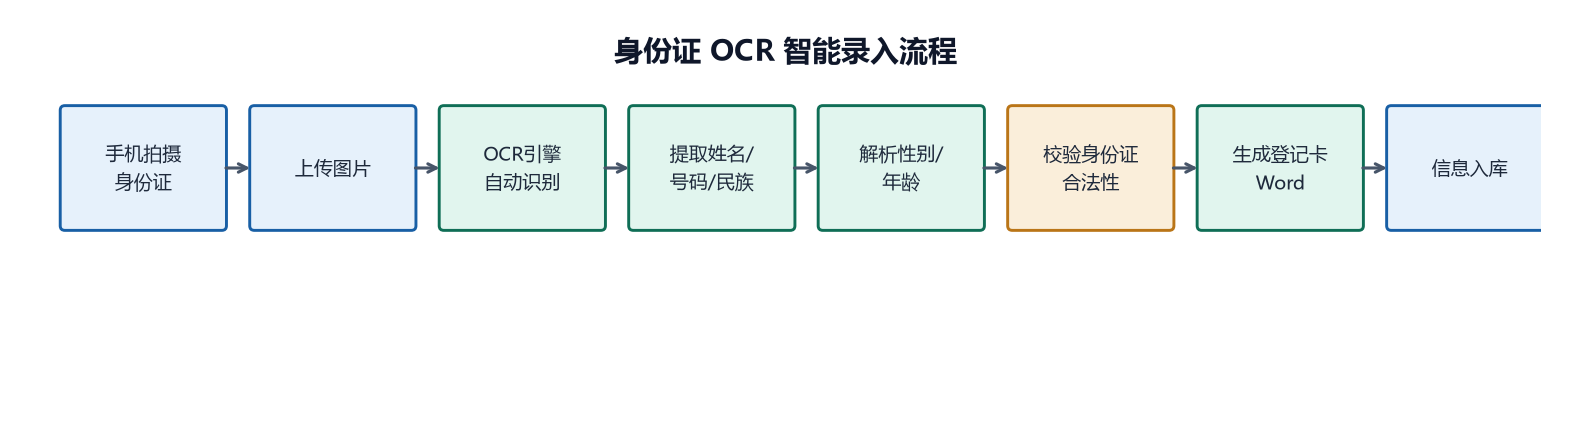 身份证 OCR 智能录入流程
手机拍摄
身份证
上传图片
OCR引擎
自动识别
提取姓名/
号码/民族
解析性别/
年龄
校验身份证
合法性
生成登记卡
Word
信息入库